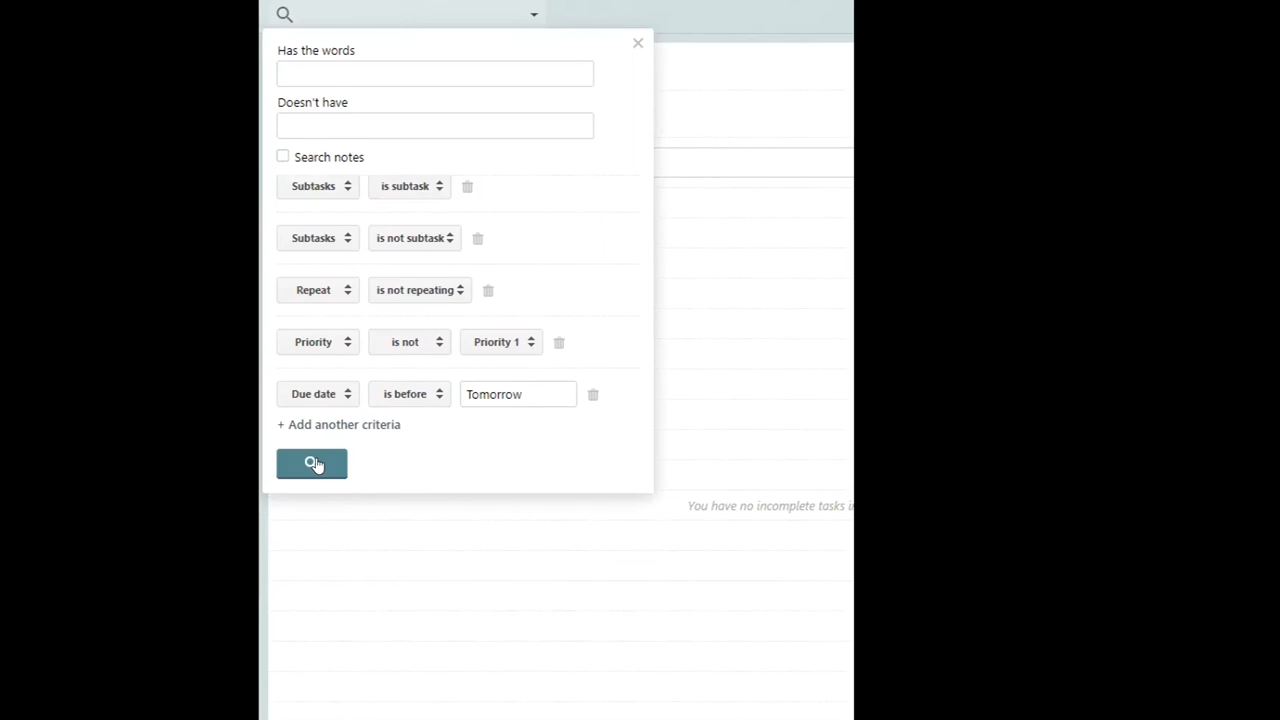 Has the words
Doesn't have
Search notes
Subtasks is subtask
Subtasks is not subtask
Repeat is not repeating
Priority is not Priority 1
Due date is before Tomorrow
+ Add another criteria
You have no incomplete tasks